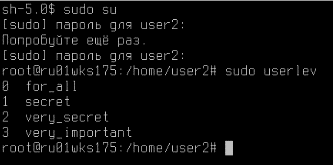 sh-5.0$ sudo su
[sudo] пароль для user2:
Попробуйте ещё раз.
[sudo] пароль для user2:
root@ru01wks175:/home/user2# sudo userlev
0 for_all
1 secret
2 very_secret
3 very_important
root@ru01wks175:/home/user2#